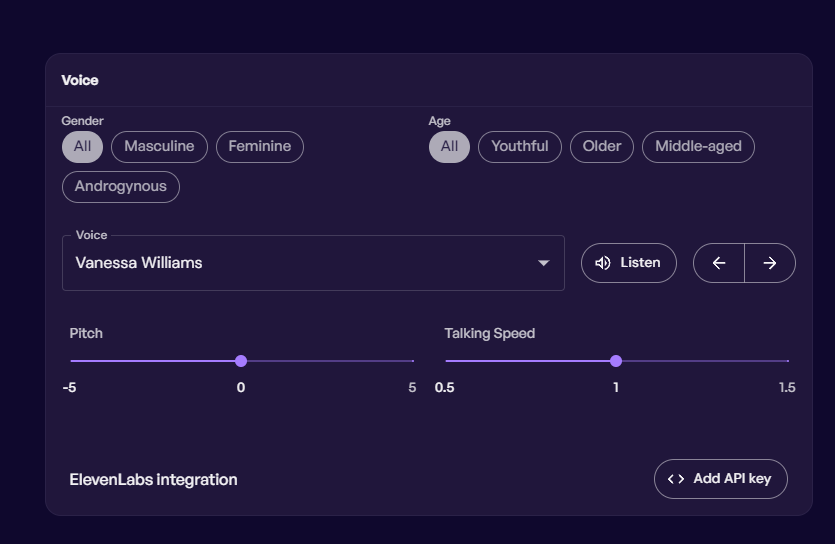 Voice
Gender
All Masculine Feminine
Androgynous
Age
All Youthful Older Middle-aged
Voice
Vanessa Williams
Listen
Pitch
-5 0 5
Talking Speed
0.5 1 1.5
ElevenLabs integration
Add API key